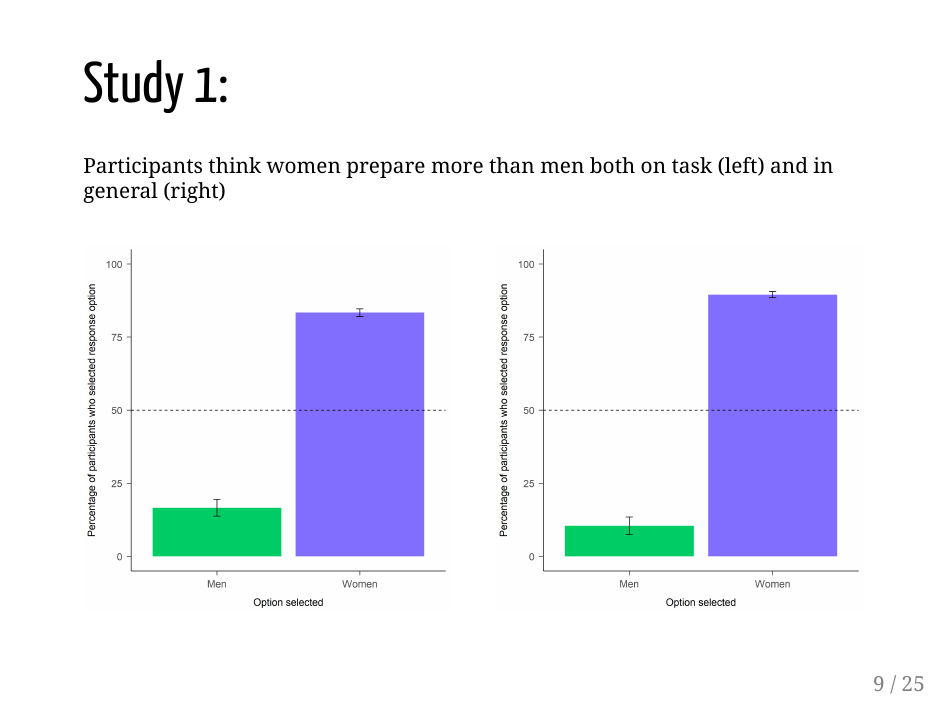 Study 1:
Participants think women prepare more than men both on task (left) and in
general (right)
Percentage of participants who selected response option
100
75
50
25
0
Men Women
Option selected
Percentage of participants who selected response option
100
75
50
25
0
Men Women
Option selected
9 / 25